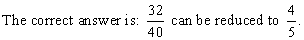 The correct answer is: 32/40 can be reduced to 4/5.